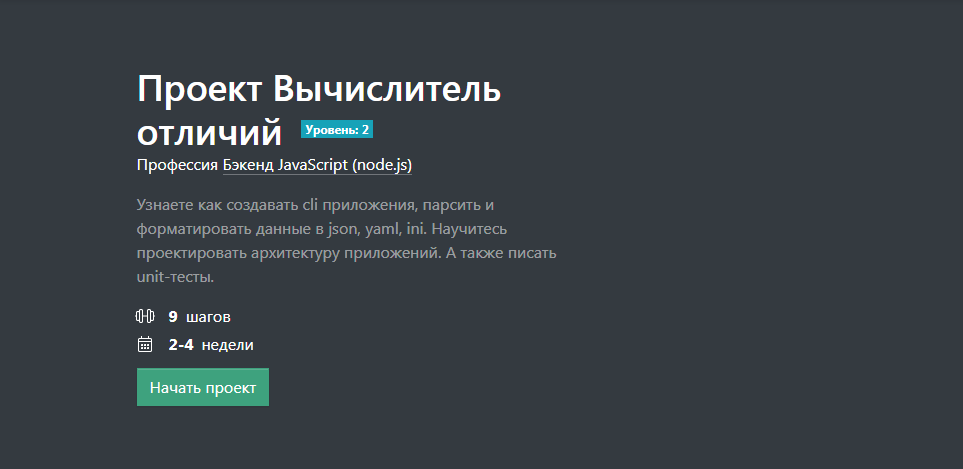 Проект Вычислитель
отличий Уровень: 2
Профессия Бэкенд JavaScript (node.js)
Узнаете как создавать cli приложения, парсить и
форматировать данные в json, yaml, ini. Научитесь
проектировать архитектуру приложений. А также писать
unit-тесты.
9 шагов
2-4 недели
Начать проект